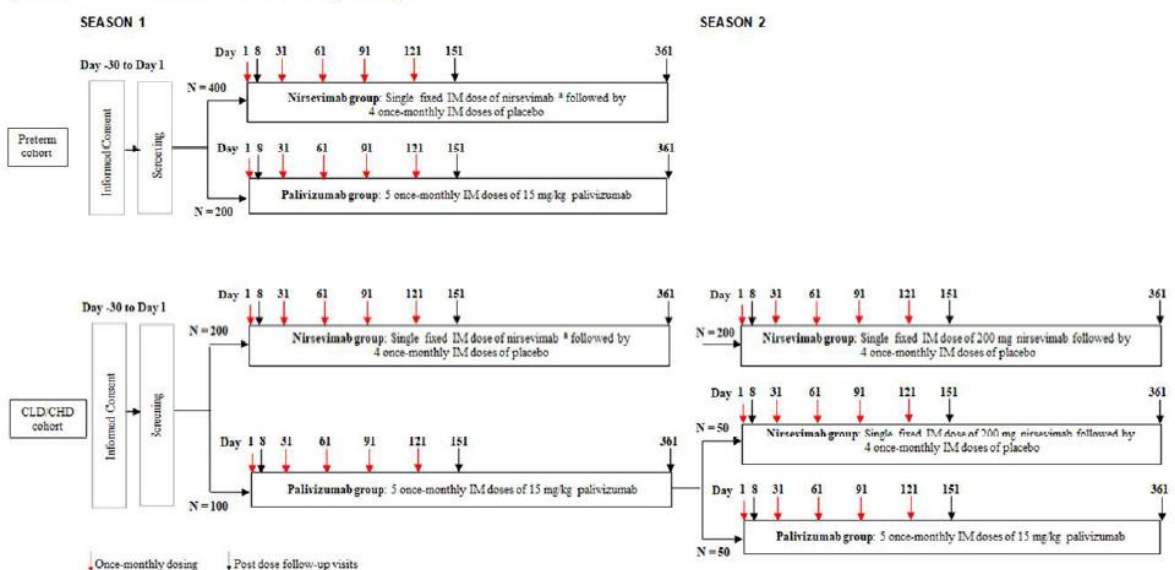 SEASON 1
SEASON 2
Day -30 to Day 1
Day 1 8 31 61 91 121 151 361
N = 400
Nirsevimab group: Single fixed IM dose of nirsevimab ª followed by
4 once-monthly IM doses of placebo
Preterm
cohort
Informed Consent
Screening
Day 1 8 31 61 91 121 151 361
Palivizumab group: 5 once-monthly IM doses of 15 mg/kg palivizumab
N = 200
Day -30 to Day 1
Day 1 8 31 61 91 121 151 361
N = 200
Nirsevimab group: Single fixed IM dose of nirsevimab ª followed by
4 once-monthly IM doses of placebo
Day 1 8 31 61 91 121 151 361
N = 200
Nirsevimab group: Single fixed IM dose of 200 mg nirsevimab followed by
4 once-monthly IM doses of placebo
CLD/CHD
cohort
Informed Consent
Screening
Day 1 8 31 61 91 121 151 361
N = 50
Nirsevimab group: Single fixed IM dose of 200 mg nirsevimab followed by
4 once-monthly IM doses of placebo
Day 1 8 31 61 91 121 151 361
Palivizumab group: 5 once-monthly IM doses of 15 mg/kg palivizumab
N = 100
Day 1 8 31 61 91 121 151 361
Palivizumab group: 5 once-monthly IM doses of 15 mg/kg palivizumab
N = 50
Once-monthly dosing
Post dose follow-up visits